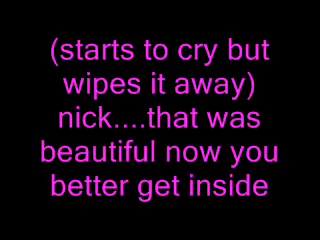 (starts to cry but
wipes it away)
nick....that was
beautiful now you
better get inside